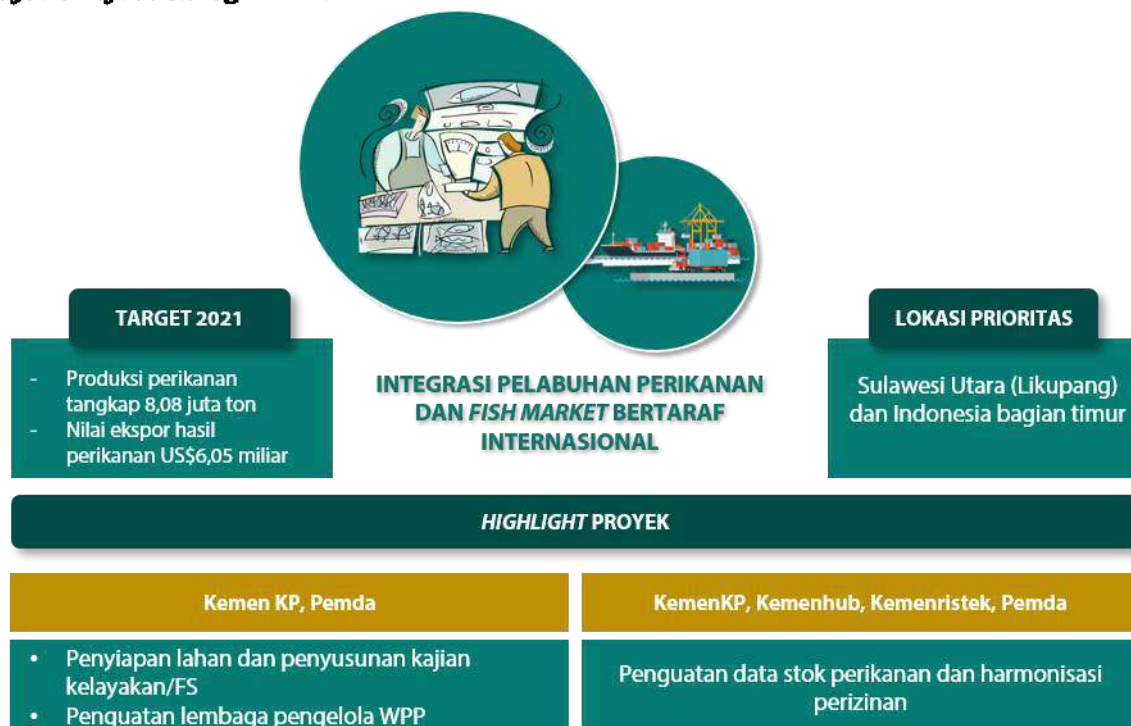 TARGET 2021
- Produksi perikanan
tangkap 8,08 juta ton
- Nilai ekspor hasil
perikanan US$6,05 miliar
INTEGRASI PELABUHAN PERIKANAN
DAN FISH MARKET BERTARAF
INTERNASIONAL
LOKASI PRIORITAS
Sulawesi Utara (Likupang)
dan Indonesia bagian timur
HIGHLIGHT PROYEK
Kemen KP, Pemda
• Penyiapan lahan dan penyusunan kajian
kelayakan/FS
• Penguatan lembaga pengelola WPP
KemenKP, Kemenhub, Kemenristek, Pemda
Penguatan data stok perikanan dan harmonisasi
perizinan